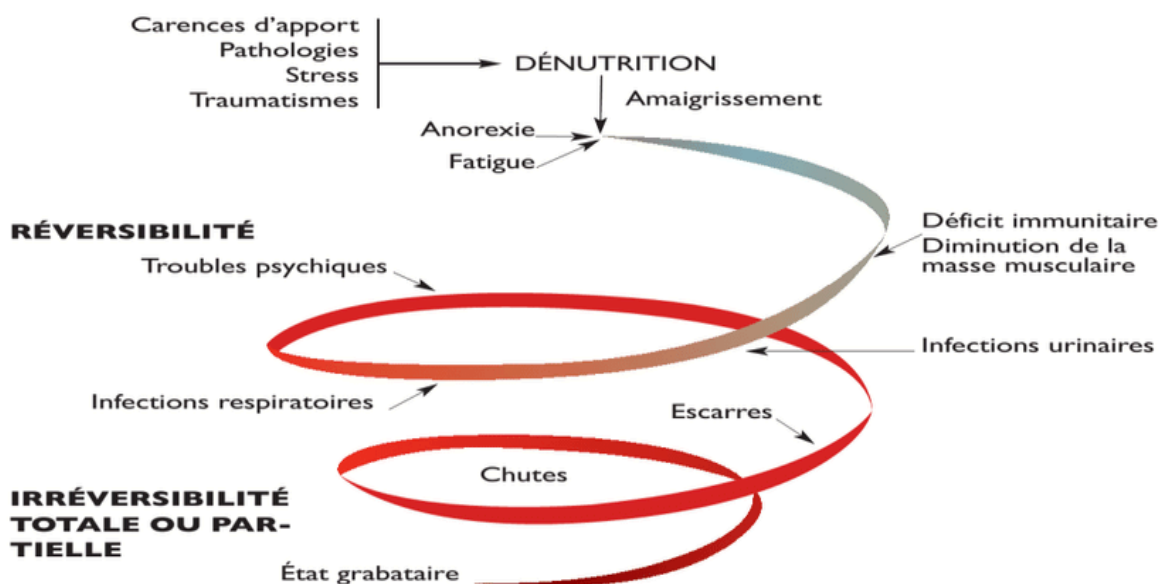 Carences d'apport
Pathologies
Stress
Traumatismes
DÉNUTRITION
Amaigrissement
Anorexie
Fatigue
RÉVERSIBILITÉ
Déficit immunitaire
Diminution de la
masse musculaire
Troubles psychiques
Infections urinaires
Infections respiratoires
Escarres
Chutes
IRRÉVERSIBILITÉ
TOTALE OU PAR-
TIELLE
État grabataire